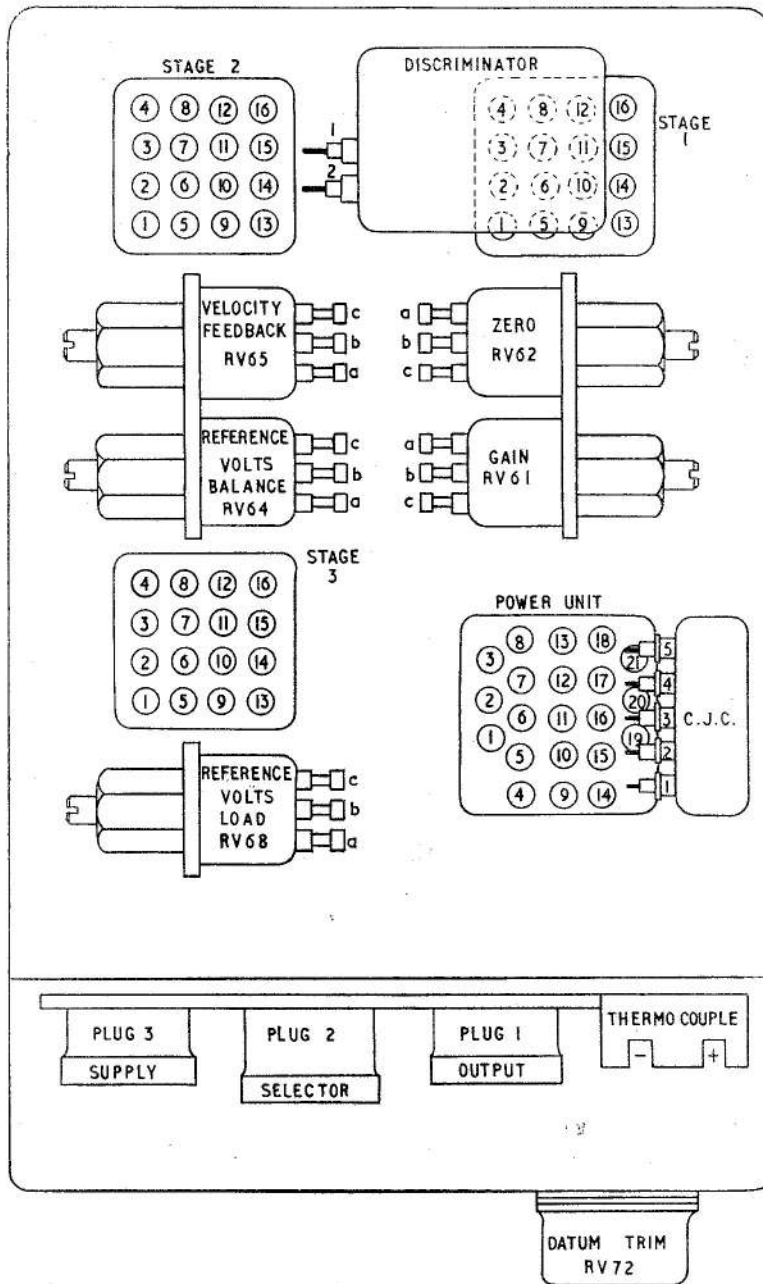 STAGE 2
4 8 12 16
3 7 11 15
2 6 10 14
1 5 9 13
DISCRIMINATOR
1
2
STAGE
1
4 8 12 16
3 7 11 15
2 6 10 14
1 5 9 13
VELOCITY
FEEDBACK
RV65
c
b
a
ZERO
RV62
a
b
c
REFERENCE
VOLTS
BALANCE
RV64
c
b
a
GAIN
RV61
a
b
c
STAGE
3
4 8 12 16
3 7 11 15
2 6 10 14
1 5 9 13
POWER UNIT
8 13 18
3 21
7 12 17
2 20
6 11 16
1 19
5 10 15
4 9 14
5
4
3
2
1
C.J.C.
REFERENCE
VOLTS
LOAD
RV68
c
b
a
PLUG 3
SUPPLY
PLUG 2
SELECTOR
PLUG 1
OUTPUT
THERMO COUPLE
− +
DATUM TRIM
RV72